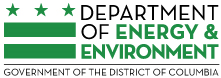 DEPARTMENT
OF ENERGY &
ENVIRONMENT
GOVERNMENT OF THE DISTRICT OF COLUMBIA